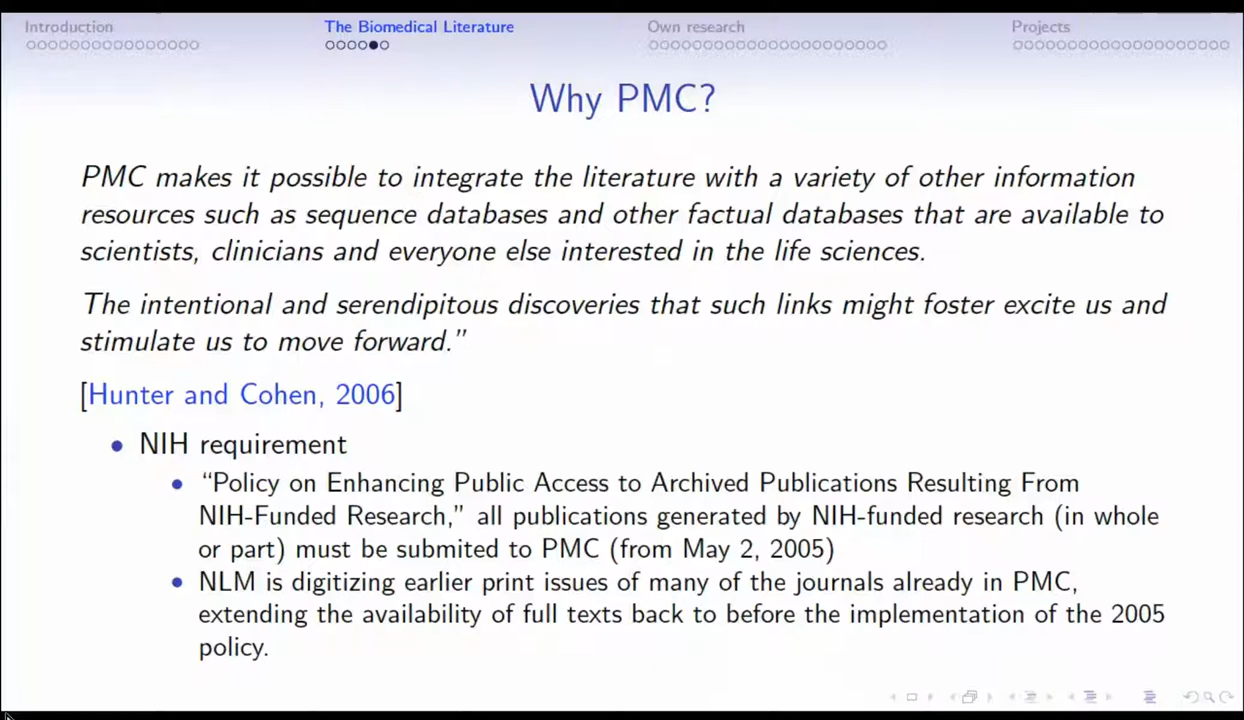 Introduction
The Biomedical Literature
Own research
Projects
Why PMC?
PMC makes it possible to integrate the literature with a variety of other information
resources such as sequence databases and other factual databases that are available to
scientists, clinicians and everyone else interested in the life sciences.
The intentional and serendipitous discoveries that such links might foster excite us and
stimulate us to move forward.”
[Hunter and Cohen, 2006]
• NIH requirement
• “Policy on Enhancing Public Access to Archived Publications Resulting From
NIH-Funded Research,” all publications generated by NIH-funded research (in whole
or part) must be submited to PMC (from May 2, 2005)
• NLM is digitizing earlier print issues of many of the journals already in PMC,
extending the availability of full texts back to before the implementation of the 2005
policy.